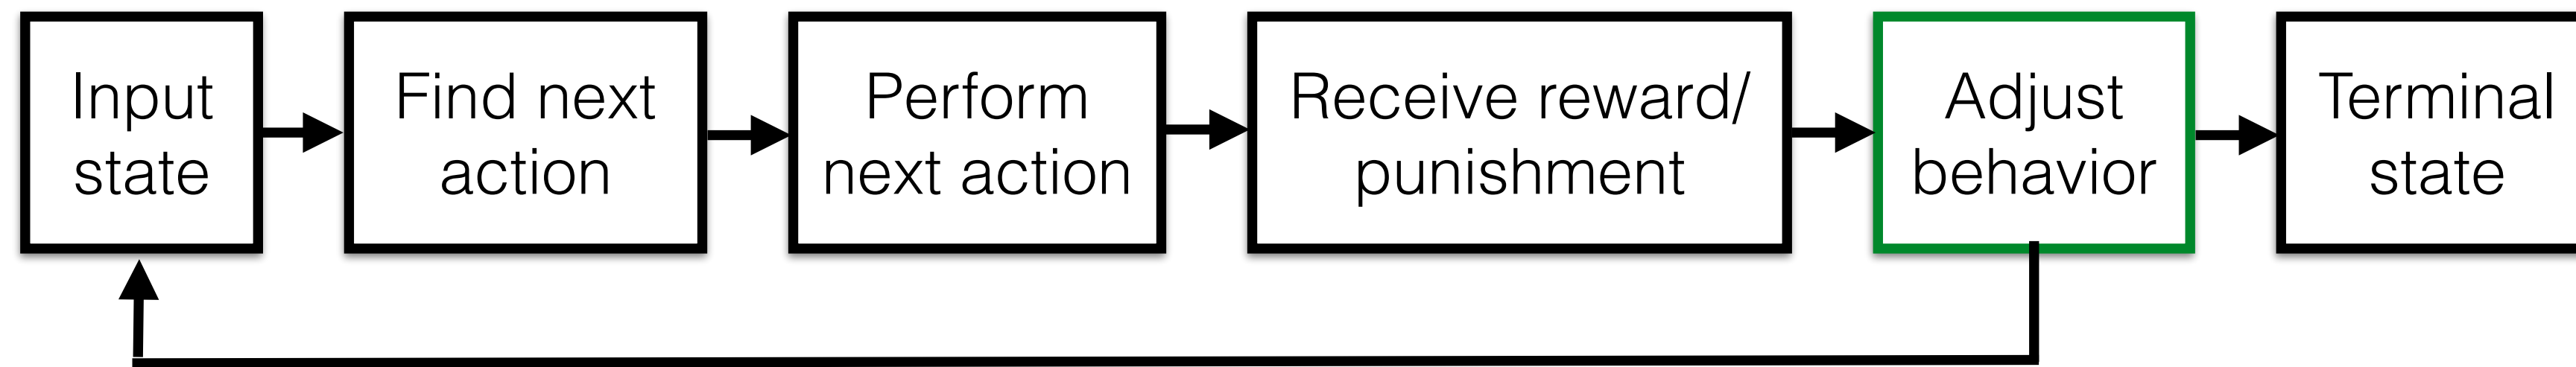 Input
state
Find next
action
Perform
next action
Receive reward/
punishment
Adjust
behavior
Terminal
state